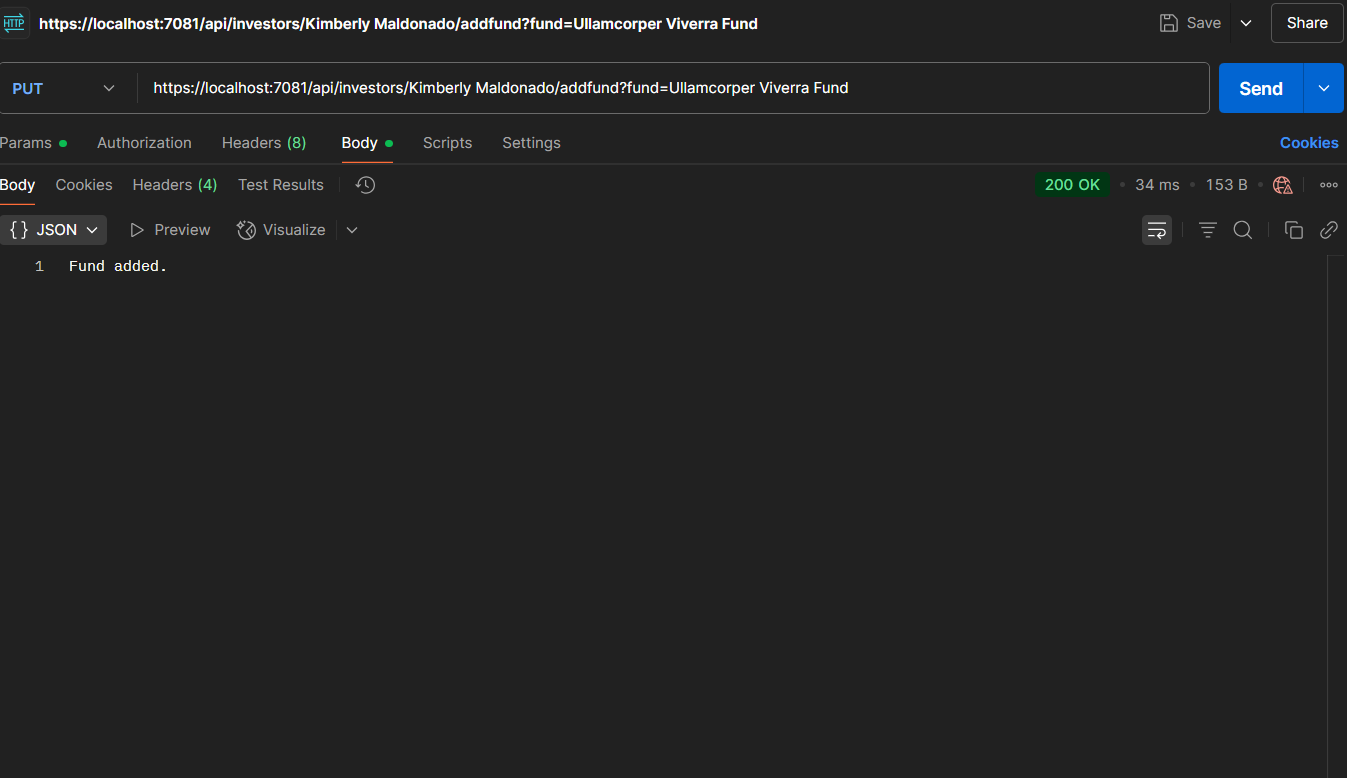 HTTP https://localhost:7081/api/investors/Kimberly Maldonado/addfund?fund=Ullamcorper Viverra Fund Save Share
PUT https://localhost:7081/api/investors/Kimberly Maldonado/addfund?fund=Ullamcorper Viverra Fund Send
Params Authorization Headers (8) Body Scripts Settings Cookies
Body Cookies Headers (4) Test Results 200 OK • 34 ms • 153 B •
{} JSON Preview Visualize
1 Fund added.